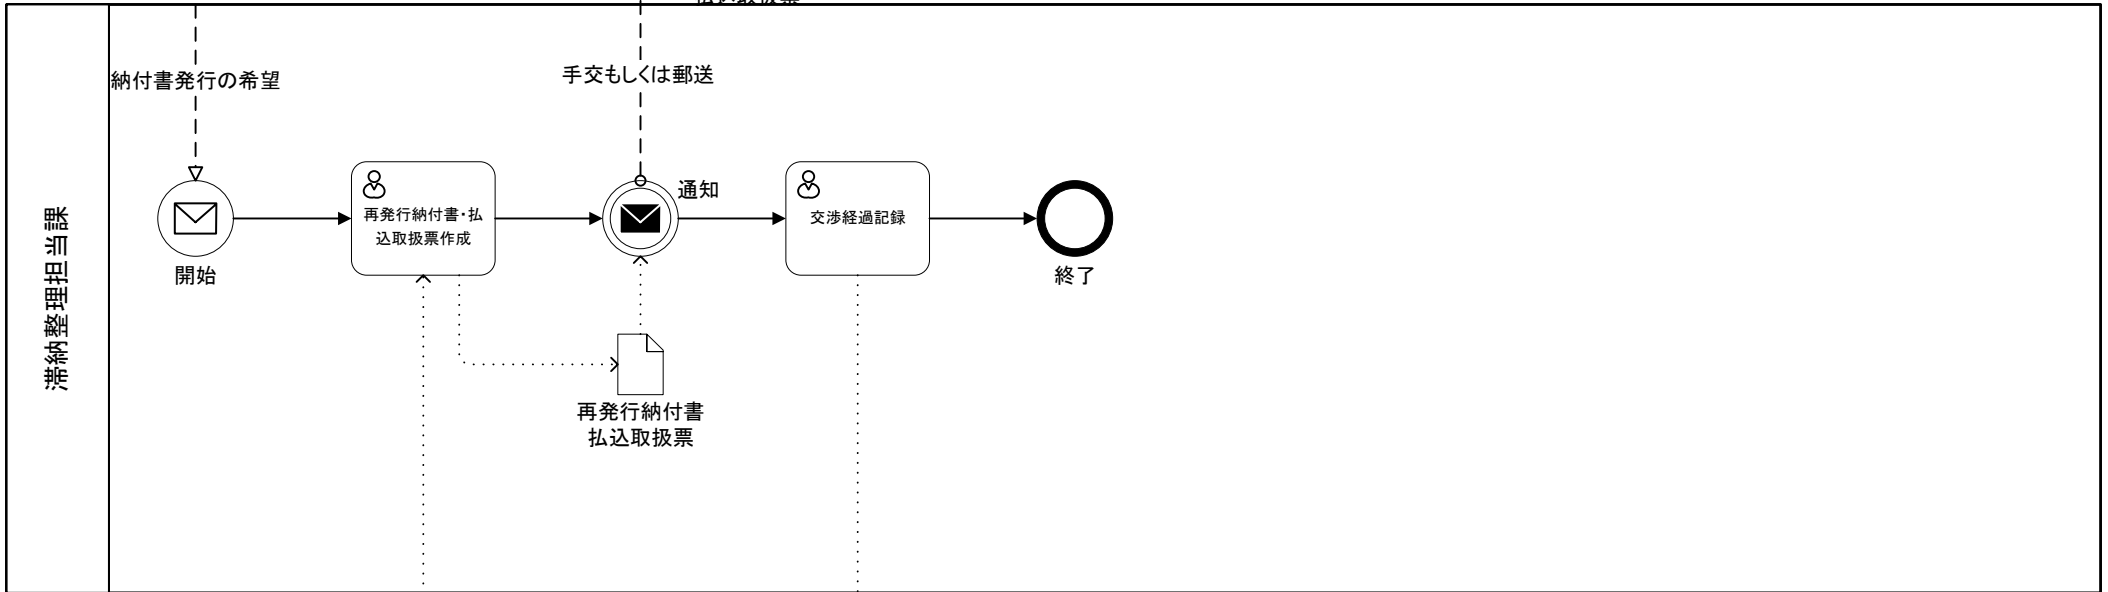 納付書発行の希望
手交もしくは郵送
通知
再発行納付書・払
込取扱票作成
交渉経過記録
滞納整理担当課
開始
終了
再発行納付書
払込取扱票